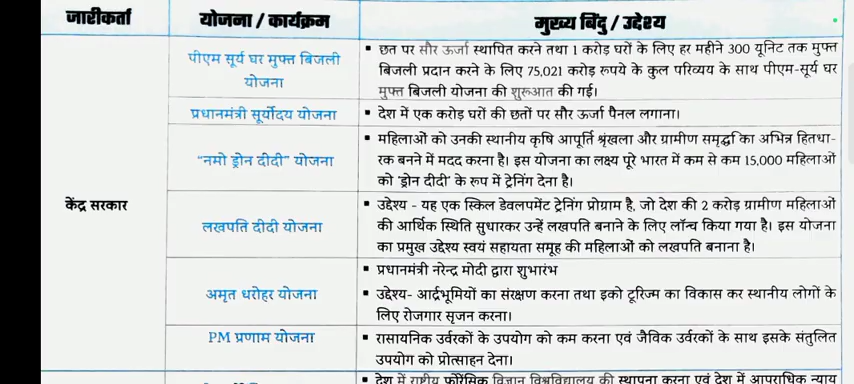 जारीकर्ता योजना / कार्यक्रम मुख्य बिंदु / उद्देश्य
केंद्र सरकार
पीएम सूर्य घर मुफ्त बिजली
योजना
▪ छत पर सौर ऊर्जा स्थापित करने तथा 1 करोड़ घरों के लिए हर महीने 300 यूनिट तक मुफ्त
बिजली प्रदान करने के लिए 75,021 करोड़ रूपये के कुल परिव्यय के साथ पीएम-सूर्य घर
मुफ्त बिजली योजना की शुरूआत की गई।
प्रधानमंत्री सूर्योदय योजना
▪ देश में एक करोड़ घरों की छतों पर सौर ऊर्जा पैनल लगाना।
"नमो ड्रोन दीदी" योजना
▪ महिलाओं को उनकी स्थानीय कृषि आपूर्ति श्रृंखला और ग्रामीण समृद्धि का अभिन्न हितधा-
रक बनने में मदद करना है। इस योजना का लक्ष्य पूरे भारत में कम से कम 15,000 महिलाओं
को 'ड्रोन दीदी' के रूप में ट्रेनिंग देना है।
लखपति दीदी योजना
▪ उद्देश्य - यह एक स्किल डेवलपमेंट ट्रेनिंग प्रोग्राम है, जो देश की 2 करोड़ ग्रामीण महिलाओं
की आर्थिक स्थिति सुधारकर उन्हें लखपति बनाने के लिए लॉन्च किया गया है। इस योजना
का प्रमुख उद्देश्य स्वयं सहायता समूह की महिलाओं को लखपति बनाना है।
अमृत धरोहर योजना
▪ प्रधानमंत्री नरेन्द्र मोदी द्वारा शुभारंभ
▪ उद्देश्य- आर्द्रभूमियों का संरक्षण करना तथा इको टूरिज्म का विकास कर स्थानीय लोगों के
लिए रोजगार सृजन करना।
PM प्रणाम योजना
▪ रासायनिक उर्वरकों के उपयोग को कम करना एवं जैविक उर्वरकों के साथ इसके संतुलित
उपयोग को प्रोत्साहन देना।
▪ देश में राष्ट्रीय फोरेंसिक विज्ञान विश्वविद्यालय की स्थापना करना एवं देश में आपराधिक न्याय